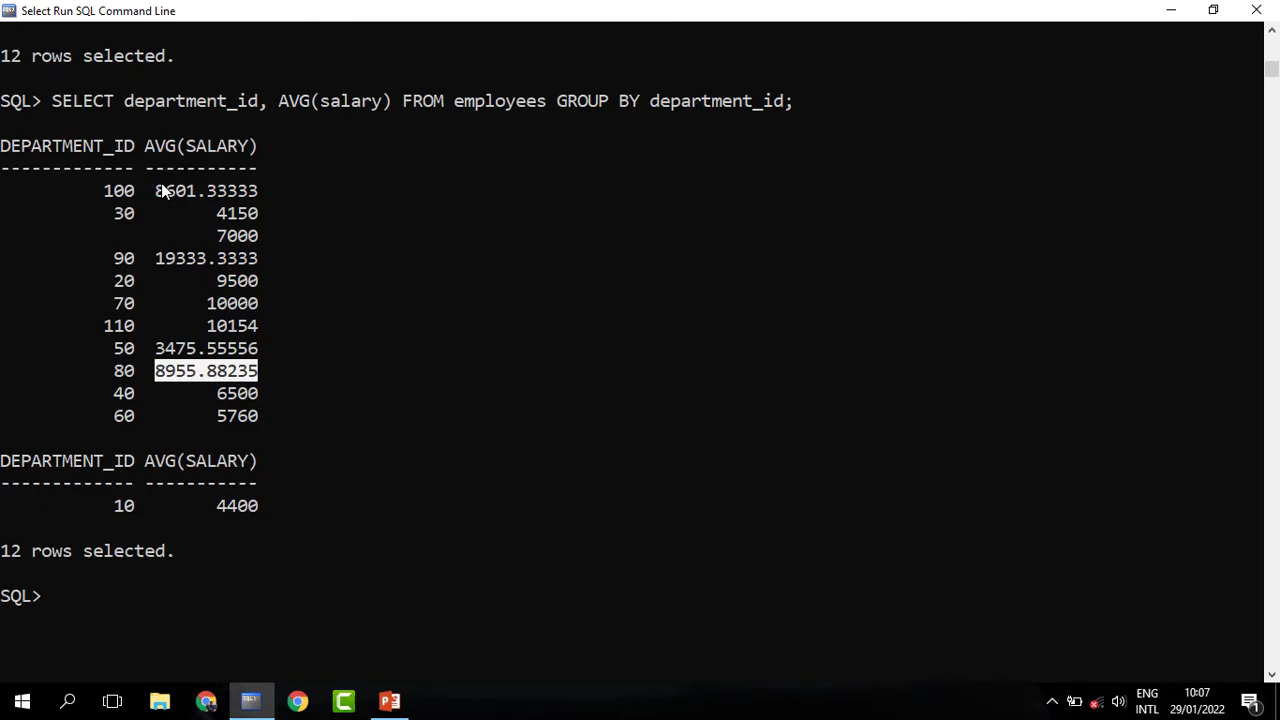 Select Run SQL Command Line
12 rows selected.
SQL> SELECT department_id, AVG(salary) FROM employees GROUP BY department_id;
DEPARTMENT_ID AVG(SALARY)
------------- -----------
100 8601.33333
30 4150
7000
90 19333.3333
20 9500
70 10000
110 10154
50 3475.55556
80 8955.88235
40 6500
60 5760
DEPARTMENT_ID AVG(SALARY)
------------- -----------
10 4400
12 rows selected.
SQL>
ENG 10:07
INTL 29/01/2022